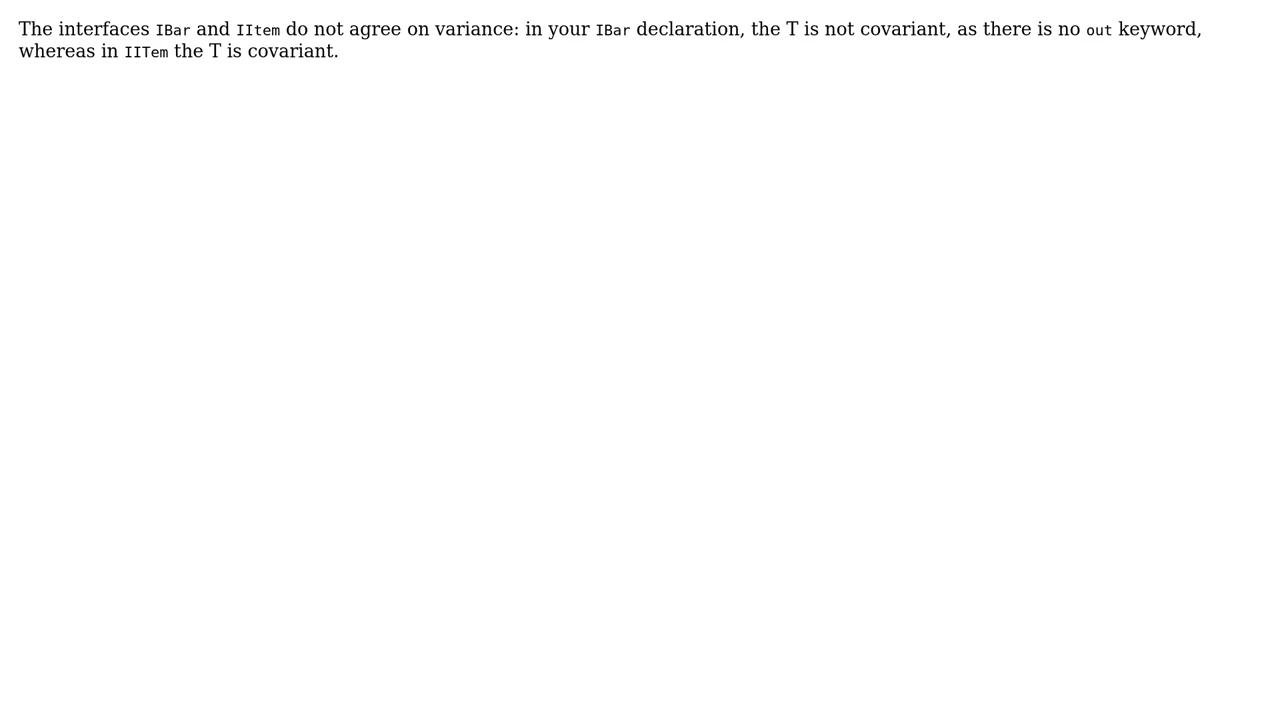 The interfaces IBar and IItem do not agree on variance: in your IBar declaration, the T is not covariant, as there is no out keyword,
whereas in IITem the T is covariant.